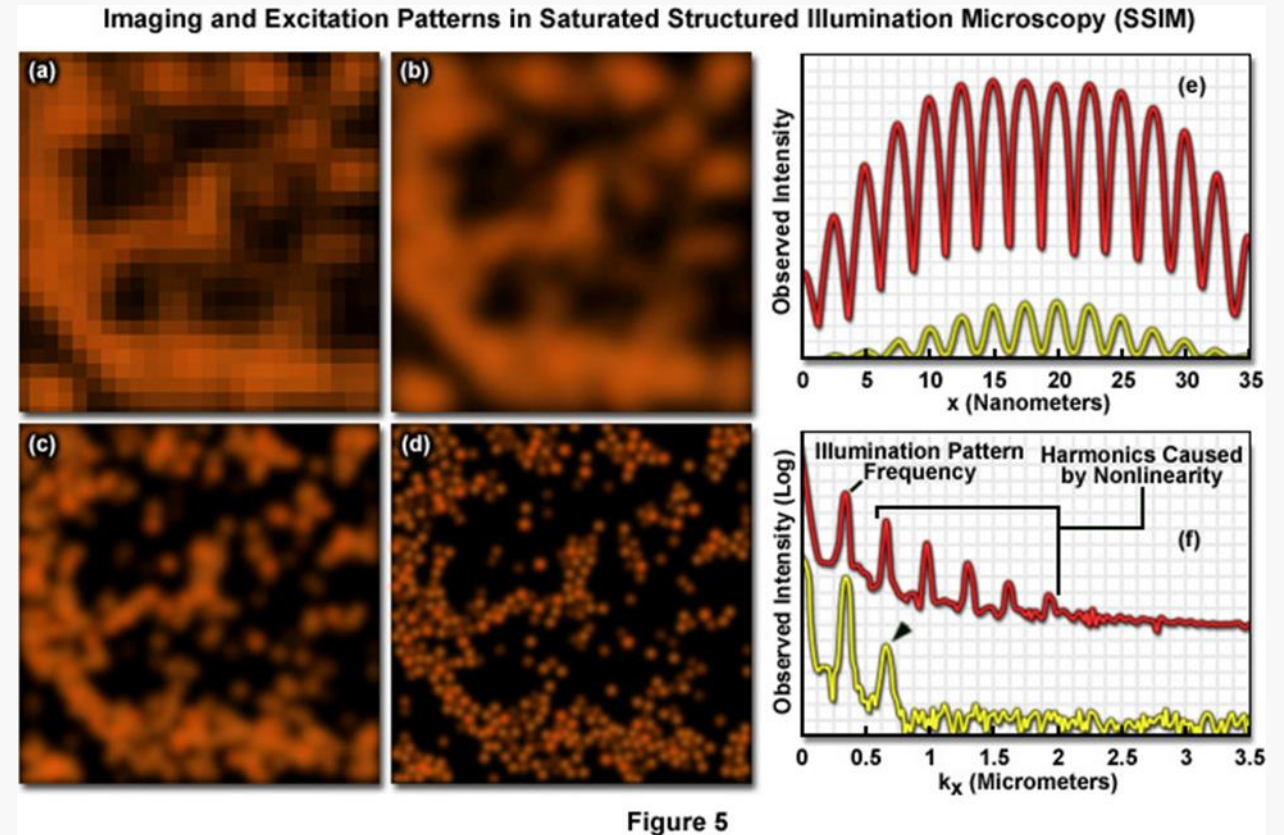 Imaging and Excitation Patterns in Saturated Structured Illumination Microscopy (SSIM)
(a)
(b)
(c)
(d)
(e)
Observed Intensity
0 5 10 15 20 25 30 35
x (Nanometers)
Illumination Pattern
Frequency
Harmonics Caused
by Nonlinearity
(f)
Observed Intensity (Log)
0 0.5 1 1.5 2 2.5 3 3.5
kx (Micrometers)
Figure 5